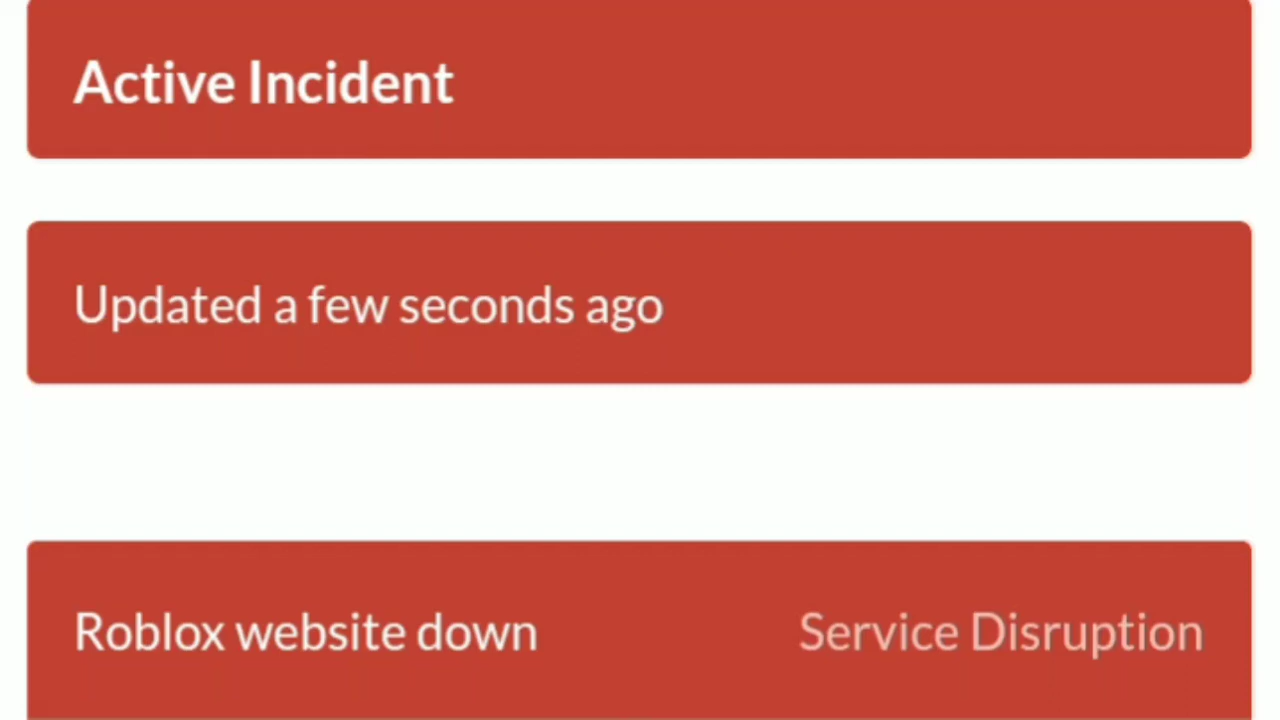 Active Incident
Updated a few seconds ago
Roblox website down Service Disruption